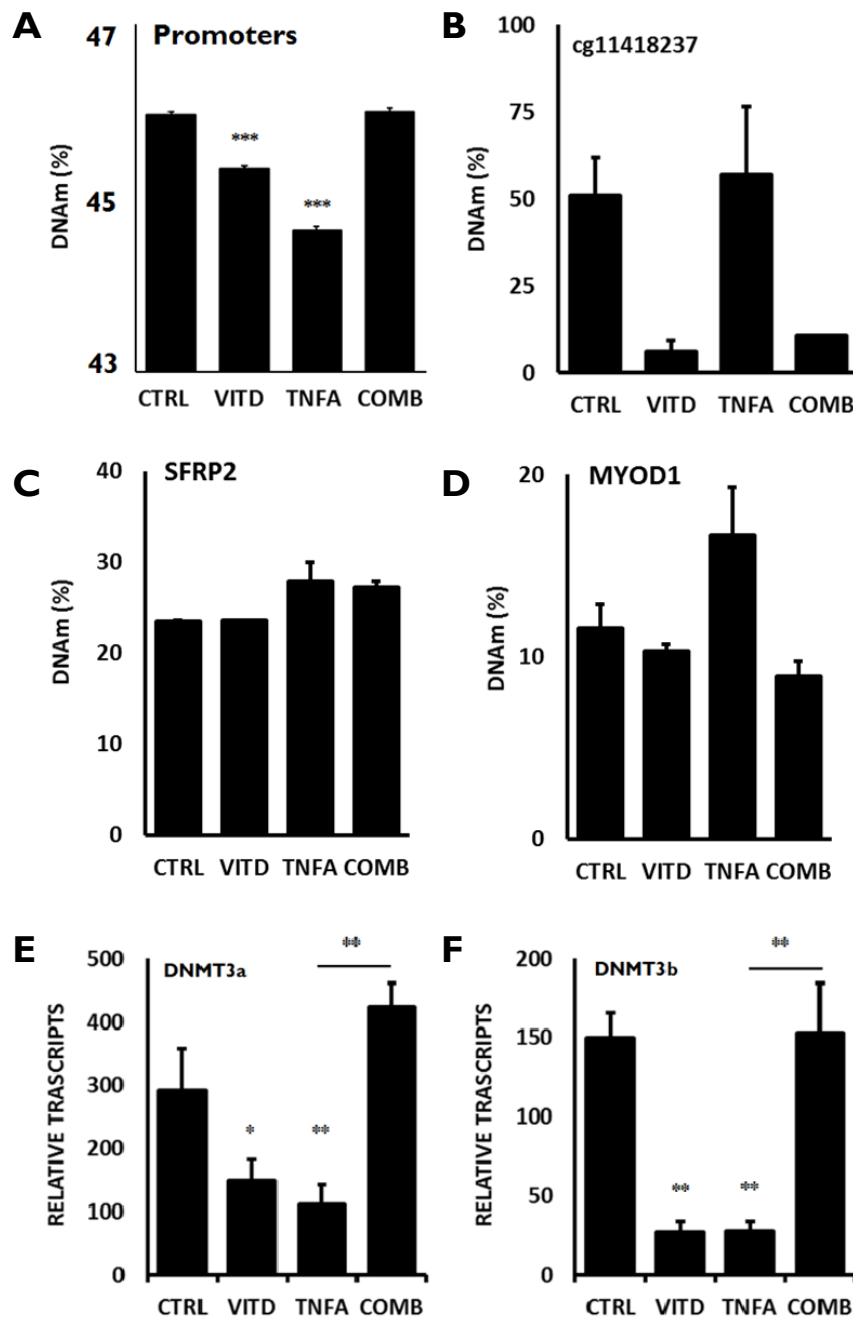 A
Promoters
47
45
43
DNAm (%)
***
***
CTRL VITD TNFA COMB
B
cg11418237
100
75
50
25
0
DNAm (%)
CTRL VITD TNFA COMB
C
SFRP2
40
30
20
10
0
DNAm (%)
CTRL VITD TNFA COMB
D
MYOD1
20
10
0
DNAm (%)
CTRL VITD TNFA COMB
E
DNMT3a
500
400
300
200
100
0
RELATIVE TRASCRIPTS
*
**
**
CTRL VITD TNFA COMB
F
DNMT3b
200
150
100
50
0
RELATIVE TRASCRIPTS
**
**
**
CTRL VITD TNFA COMB